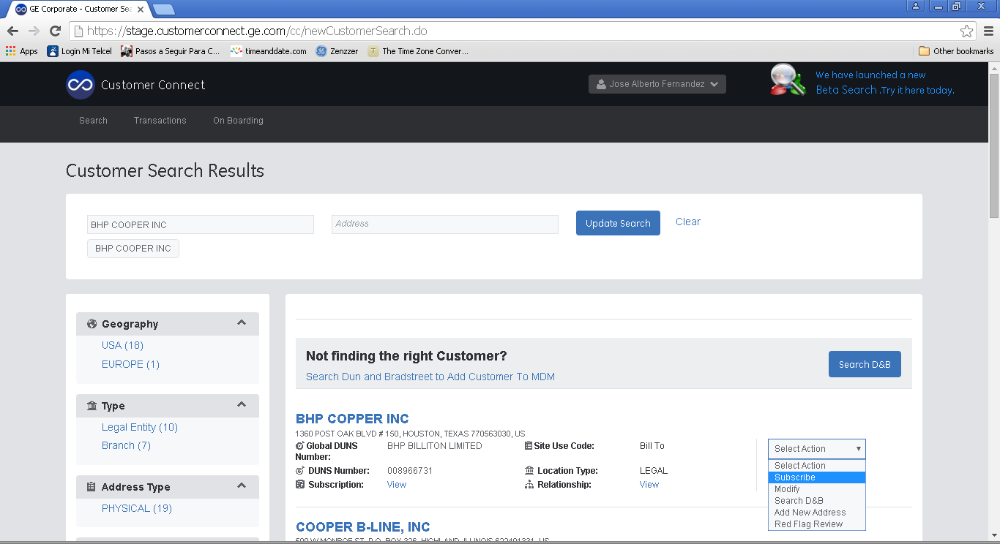 GE Corporate - Customer Sea
https://stage.customerconnect.ge.com/cc/newCustomerSearch.do
Apps Login Mi Telcel Pasos a Seguir Para C... timeanddate.com Zenzzer The Time Zone Conver... Other bookmarks
Customer Connect
Jose Alberto Fernandez
We have launched a new
Beta Search .Try it here today.
Search Transactions On Boarding
Customer Search Results
BHP COOPER INC
Address
Update Search
Clear
BHP COOPER INC
Geography
USA (18)
EUROPE (1)
Type
Legal Entity (10)
Branch (7)
Address Type
PHYSICAL (19)
Not finding the right Customer?
Search Dun and Bradstreet to Add Customer To MDM
Search D&B
BHP COPPER INC
1360 POST OAK BLVD # 150, HOUSTON, TEXAS 770563030, US
Global DUNS Number: BHP BILLITON LIMITED Site Use Code: Bill To
DUNS Number: 008966731 Location Type: LEGAL
Subscription: View Relationship: View
Select Action
Select Action
Subscribe
Modify
Search D&B
Add New Address
Red Flag Review
COOPER B-LINE, INC